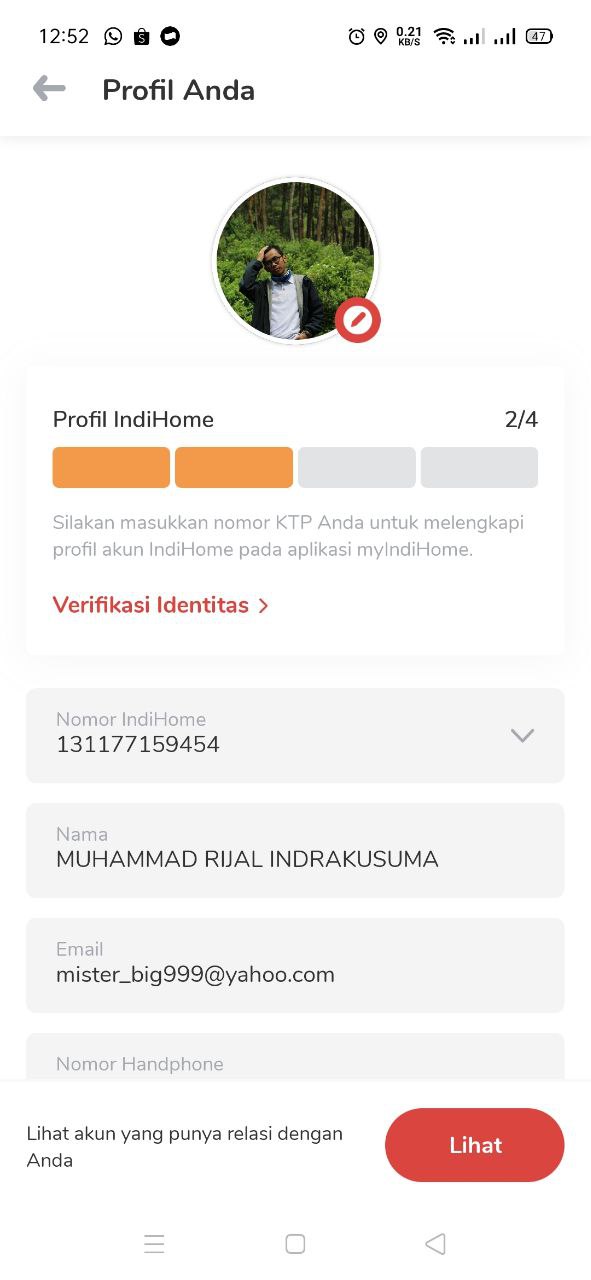 12:52
0.21
KB/S
47
Profil Anda
Profil IndiHome
2/4
Silakan masukkan nomor KTP Anda untuk melengkapi
profil akun IndiHome pada aplikasi myIndiHome.
Verifikasi Identitas
Nomor IndiHome
131177159454
Nama
MUHAMMAD RIJAL INDRAKUSUMA
Email
mister_big999@yahoo.com
Nomor Handphone
Lihat akun yang punya relasi dengan
Anda
Lihat